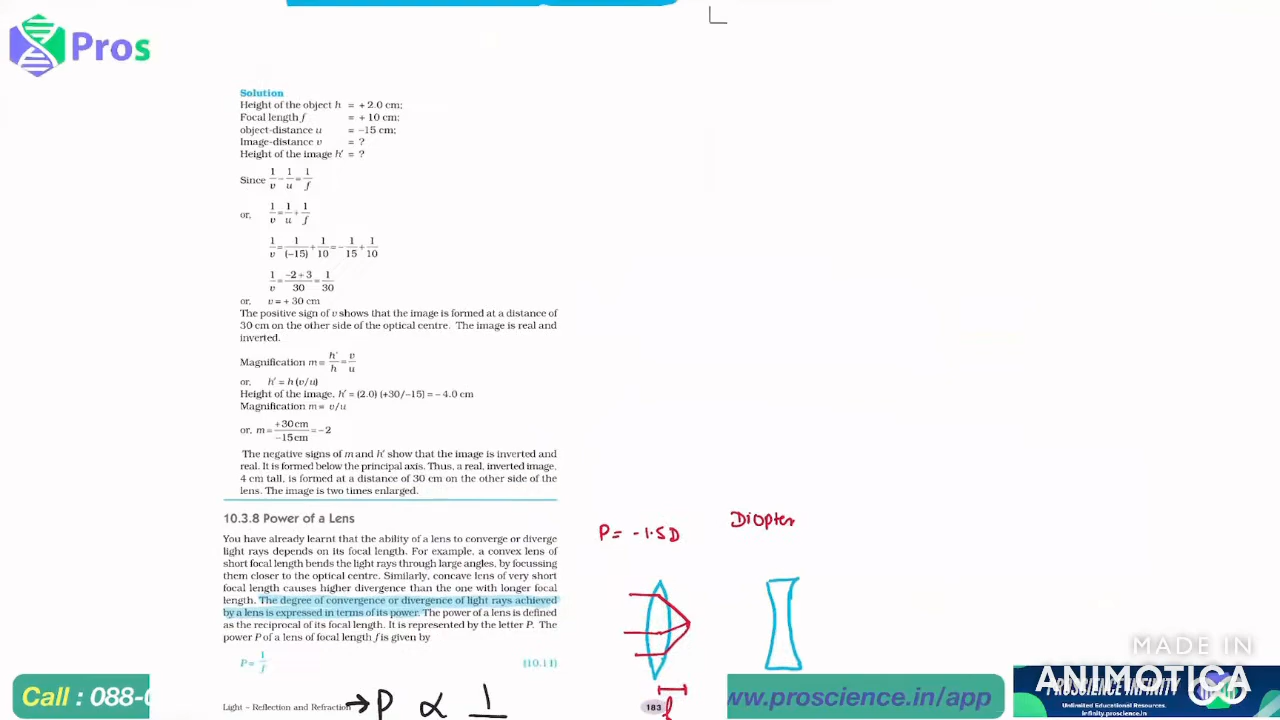 Pros
Solution
Height of the object h = + 2.0 cm;
Focal length f = + 10 cm;
object-distance u = –15 cm;
Image-distance v = ?
Height of the image h′ = ?
Since 1/v – 1/u = 1/f
or, 1/v = 1/u + 1/f
1/v = 1/(–15) + 1/10 = – 1/15 + 1/10
1/v = –2 + 3/30 = 1/30
or, v = + 30 cm
The positive sign of v shows that the image is formed at a distance of
30 cm on the other side of the optical centre. The image is real and
inverted.
Magnification m = h′/h = v/u
or, h′ = h (v/u)
Height of the image, h′ = (2.0) (+30/–15) = – 4.0 cm
Magnification m = v/u
or, m = +30 cm/–15 cm = –2
The negative signs of m and h′ show that the image is inverted and
real. It is formed below the principal axis. Thus, a real, inverted image,
4 cm tall, is formed at a distance of 30 cm on the other side of the
lens. The image is two times enlarged.
10.3.8 Power of a Lens
P = -1.5D
Diopter
You have already learnt that the ability of a lens to converge or diverge
light rays depends on its focal length. For example, a convex lens of
short focal length bends the light rays through large angles, by focussing
them closer to the optical centre. Similarly, concave lens of very short
focal length causes higher divergence than the one with longer focal
length. The degree of convergence or divergence of light rays achieved
by a lens is expressed in terms of its power. The power of a lens is defined
as the reciprocal of its focal length. It is represented by the letter P. The
power P of a lens of focal length f is given by
P = 1/f (10.11)
MADE IN
ANIMOTICA
Call : 088-
Light – Reflection and Refraction
→ P ∝ 1
183
f
ww.proscience.in/app
PROSCIENCE INFINITY
Unlimited Educational Resources.
infinity.proscience.in